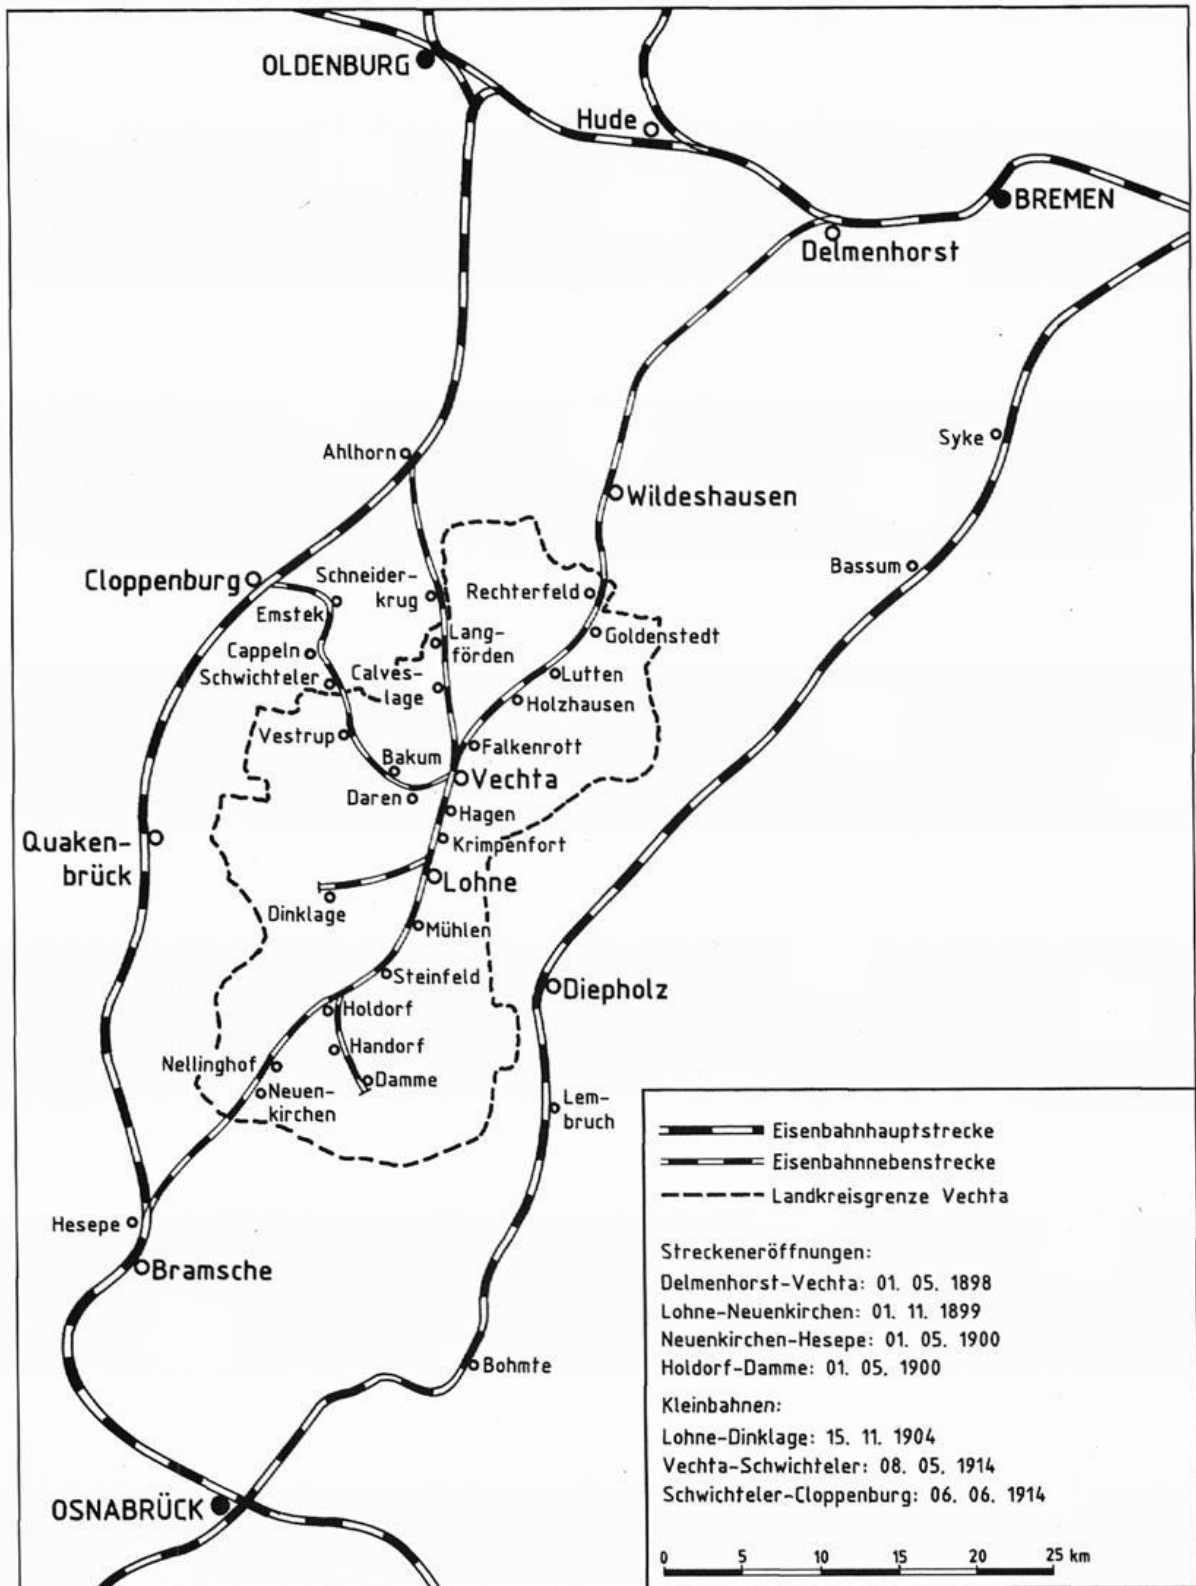 OLDENBURG
Hude
BREMEN
Delmenhorst
Syke
Ahlhorn
Wildeshausen
Bassum
Cloppenburg
Schneider-
krug
Rechterfeld
Emstek
Goldenstedt
Lang-
förden
Cappeln
Lutten
Schwichteler
Calves-
lage
Holzhausen
Vestrup
Falkenrott
Bakum
Vechta
Daren
Hagen
Quaken-
brück
Krimpenfort
Lohne
Dinklage
Mühlen
Steinfeld
Diepholz
Holdorf
Handorf
Nellinghof
Damme
Neuen-
kirchen
Lem-
bruch
Hesepe
Bramsche
Bohmte
OSNABRÜCK
Eisenbahnhauptstrecke
Eisenbahnnebenstrecke
Landkreisgrenze Vechta
Streckeneröffnungen:
Delmenhorst-Vechta: 01. 05. 1898
Lohne-Neuenkirchen: 01. 11. 1899
Neuenkirchen-Hesepe: 01. 05. 1900
Holdorf-Damme: 01. 05. 1900
Kleinbahnen:
Lohne-Dinklage: 15. 11. 1904
Vechta-Schwichteler: 08. 05. 1914
Schwichteler-Cloppenburg: 06. 06. 1914
0 5 10 15 20 25 km